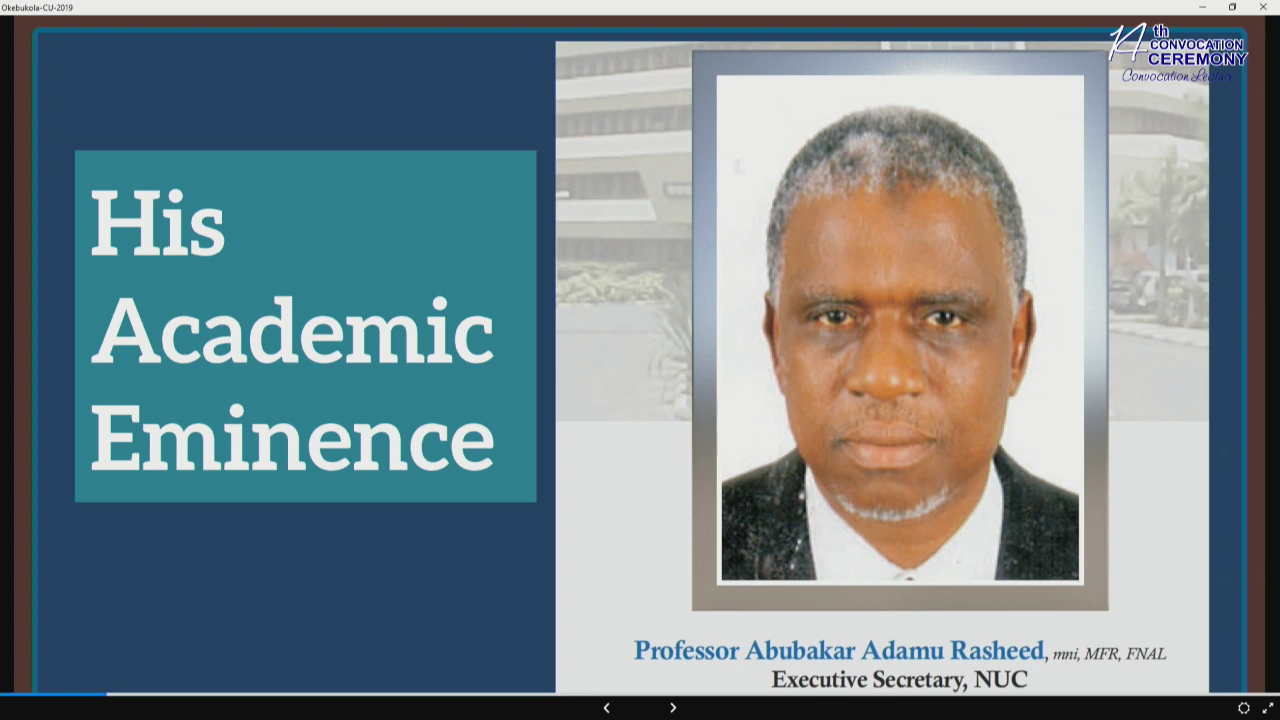 Okebukola-CU-2019
14th
CONVOCATION
CEREMONY
Convocation Lecture
His
Academic
Eminence
Professor Abubakar Adamu Rasheed, mni, MFR, FNAL
Executive Secretary, NUC